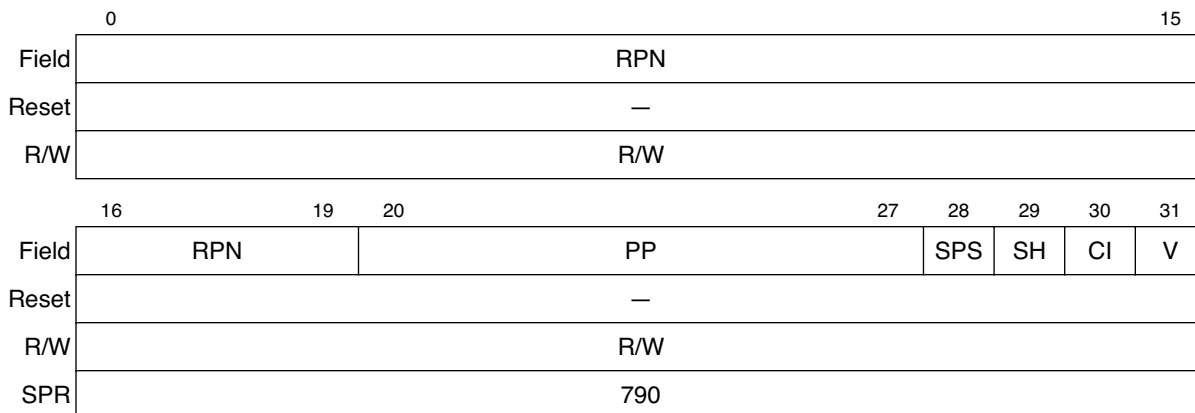 0 15
Field RPN
Reset —
R/W R/W
16 19 20 27 28 29 30 31
Field RPN PP SPS SH CI V
Reset —
R/W R/W
SPR 790